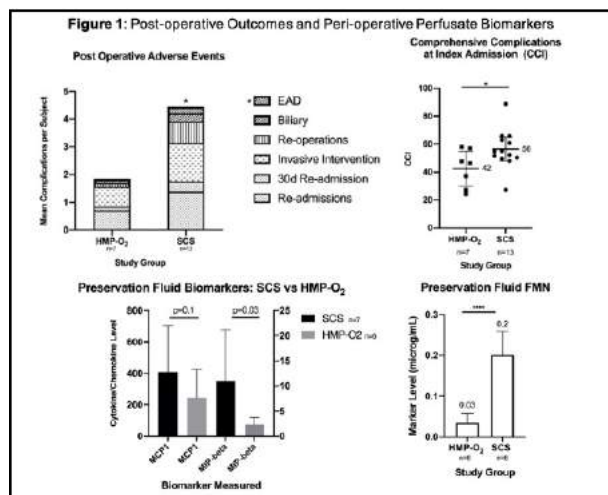 Figure 1: Post-operative Outcomes and Peri-operative Perfusate Biomarkers
Post Operative Adverse Events
Mean Complications per Subject
5
4
3
2
1
0
*
HMP-O₂
SCS
n=13
Study Group
* EAD
Biliary
Re-operations
Invasive Intervention
30d Re-admission
Re-admissions
Comprehensive Complications
at Index Admission (CCI)
CCI
100
80
60
40
20
0
*
42
56
HMP-O₂
SCS
n=7
n=13
Study Group
Preservation Fluid Biomarkers: SCS vs HMP-O₂
Cytokine/Chemokine Level
800
600
400
200
0
p=0.1
p=0.03
25
20
15
10
5
0
SCS n=7
HMP-O2
MCP1
MCP1
MIP-beta
MIP-beta
Biomarker Measured
Preservation Fluid FMN
Marker Level (microg/mL)
0.3
0.2
0.1
0.0
****
0.03
0.2
HMP-O₂
SCS
Study Group